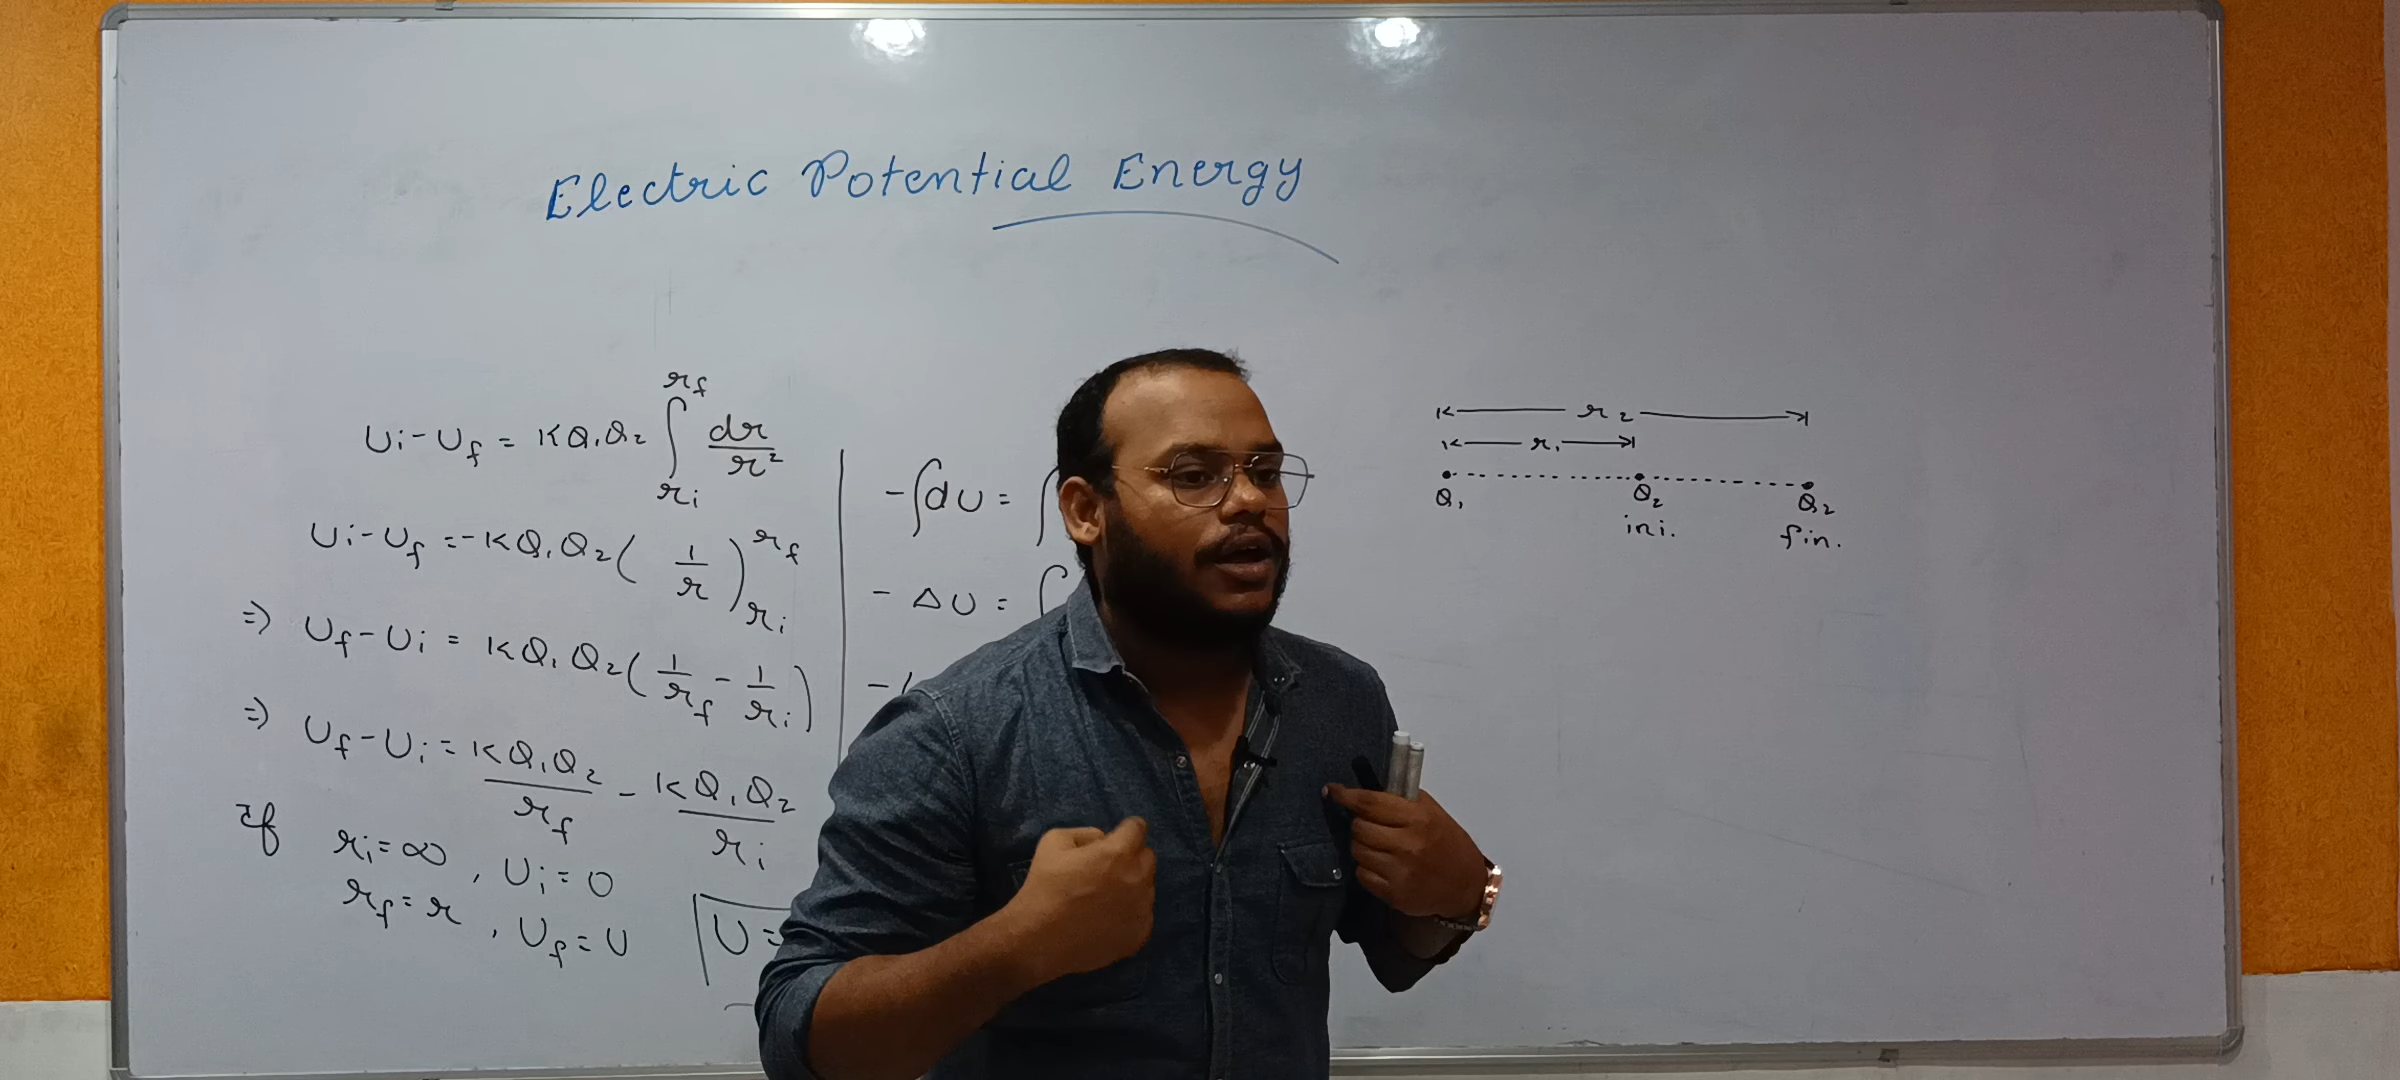 Electric Potential Energy
Ui - Uf = KQ1Q2 ∫ri^rf dr/r²
Ui - Uf = -KQ1Q2 (1/r)ri^rf
=> Uf - Ui = KQ1Q2 (1/rf - 1/ri)
=> Uf - Ui = KQ1Q2/rf - KQ1Q2/ri
If ri = ∞, Ui = 0
rf = r, Uf = U
U =
-∫dU = ∫
- ΔU = ∫
-(
r2
r1
Q1 Q2 Q2
ini. fin.